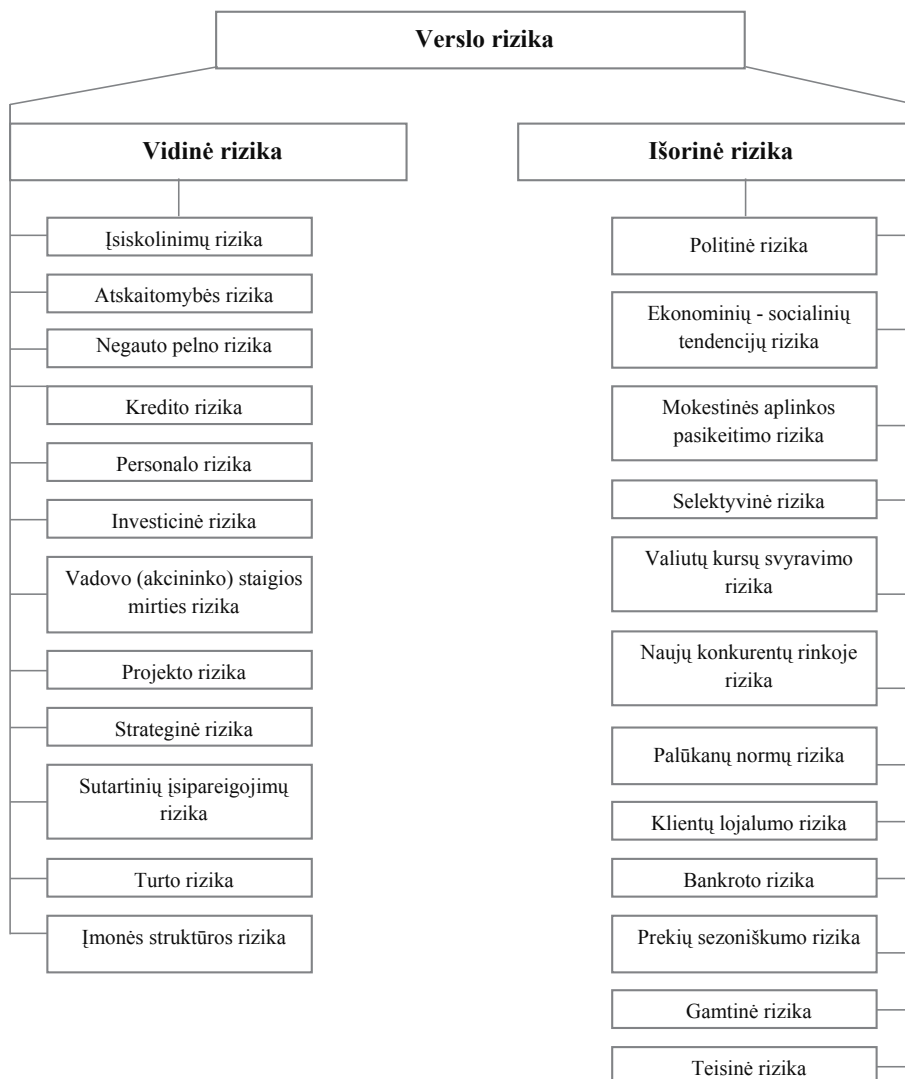 Verslo rizika
Vidinė rizika
Įsiskolinimų rizika
Atskaitomybės rizika
Negauto pelno rizika
Kredito rizika
Personalo rizika
Investicinė rizika
Vadovo (akcininko) staigios
mirties rizika
Projekto rizika
Strateginė rizika
Sutartinių įsipareigojimų
rizika
Turto rizika
Įmonės struktūros rizika
Išorinė rizika
Politinė rizika
Ekonominių - socialinių
tendencijų rizika
Mokestinės aplinkos
pasikeitimo rizika
Selektyvinė rizika
Valiutų kursų svyravimo
rizika
Naujų konkurentų rinkoje
rizika
Palūkanų normų rizika
Klientų lojalumo rizika
Bankroto rizika
Prekių sezoniškumo rizika
Gamtinė rizika
Teisinė rizika